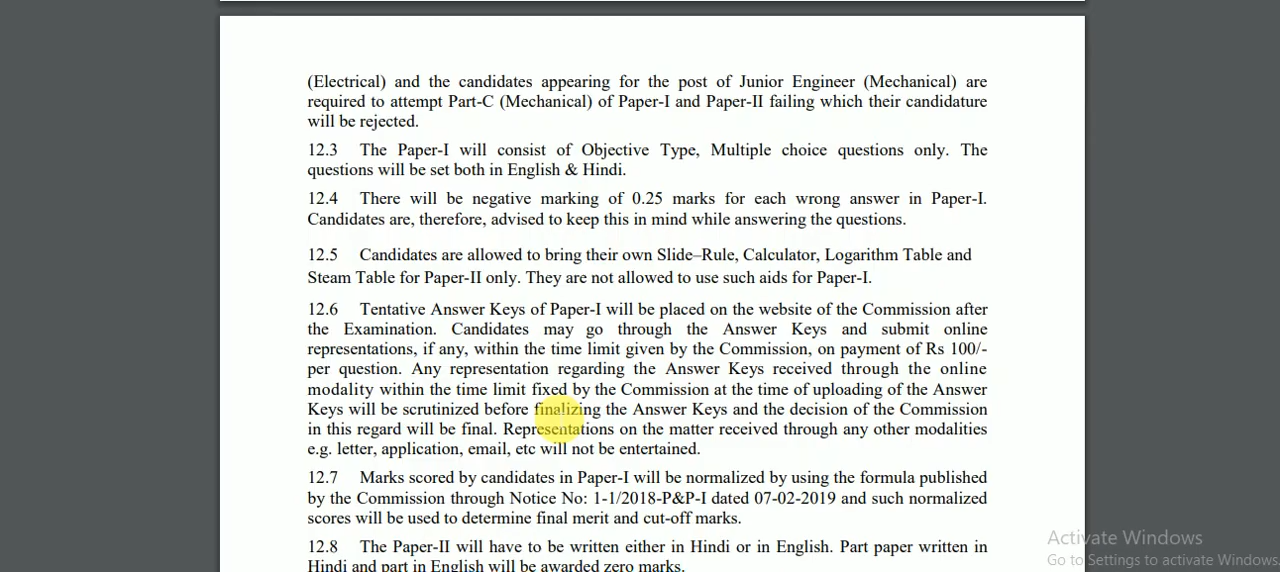 (Electrical) and the candidates appearing for the post of Junior Engineer (Mechanical) are
required to attempt Part-C (Mechanical) of Paper-I and Paper-II failing which their candidature
will be rejected.
12.3 The Paper-I will consist of Objective Type, Multiple choice questions only. The
questions will be set both in English & Hindi.
12.4 There will be negative marking of 0.25 marks for each wrong answer in Paper-I.
Candidates are, therefore, advised to keep this in mind while answering the questions.
12.5 Candidates are allowed to bring their own Slide–Rule, Calculator, Logarithm Table and
Steam Table for Paper-II only. They are not allowed to use such aids for Paper-I.
12.6 Tentative Answer Keys of Paper-I will be placed on the website of the Commission after
the Examination. Candidates may go through the Answer Keys and submit online
representations, if any, within the time limit given by the Commission, on payment of Rs 100/-
per question. Any representation regarding the Answer Keys received through the online
modality within the time limit fixed by the Commission at the time of uploading of the Answer
Keys will be scrutinized before finalizing the Answer Keys and the decision of the Commission
in this regard will be final. Representations on the matter received through any other modalities
e.g. letter, application, email, etc will not be entertained.
12.7 Marks scored by candidates in Paper-I will be normalized by using the formula published
by the Commission through Notice No: 1-1/2018-P&P-I dated 07-02-2019 and such normalized
scores will be used to determine final merit and cut-off marks.
12.8 The Paper-II will have to be written either in Hindi or in English. Part paper written in
Hindi and part in English will be awarded zero marks.
Activate Windows
Go to Settings to activate Windows.